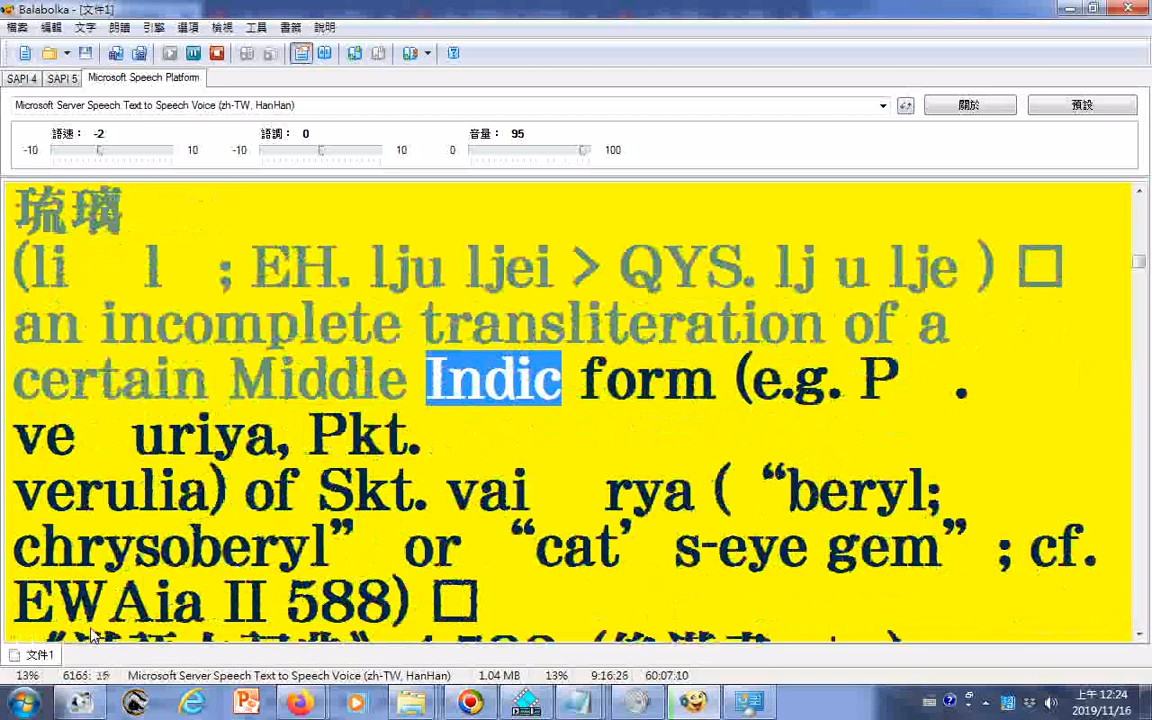 Balabolka - [文件1]
檔案 編輯 文字 朗讀 引擎 選項 檢視 工具 書籤 說明
SAPI 4 SAPI 5 Microsoft Speech Platform
Microsoft Server Speech Text to Speech Voice (zh-TW, HanHan) 關於 預設
語速： -2 語調： 0 音量： 95
-10 10 -10 10 0 100
琉璃
(li l ; EH. lju ljei > QYS. lj u lje ) □
an incomplete transliteration of a
certain Middle Indic form (e.g. P .
ve uriya, Pkt.
verulia) of Skt. vai rya ( “beryl;
chrysoberyl” or “cat’ s-eye gem” ; cf.
EWAia II 588) □
文件1
13% Microsoft Server Speech Text to Speech Voice (zh-TW, HanHan) 1.04 MB 13% 9:16:26 60:07:10
上午 12:24
2019/11/16